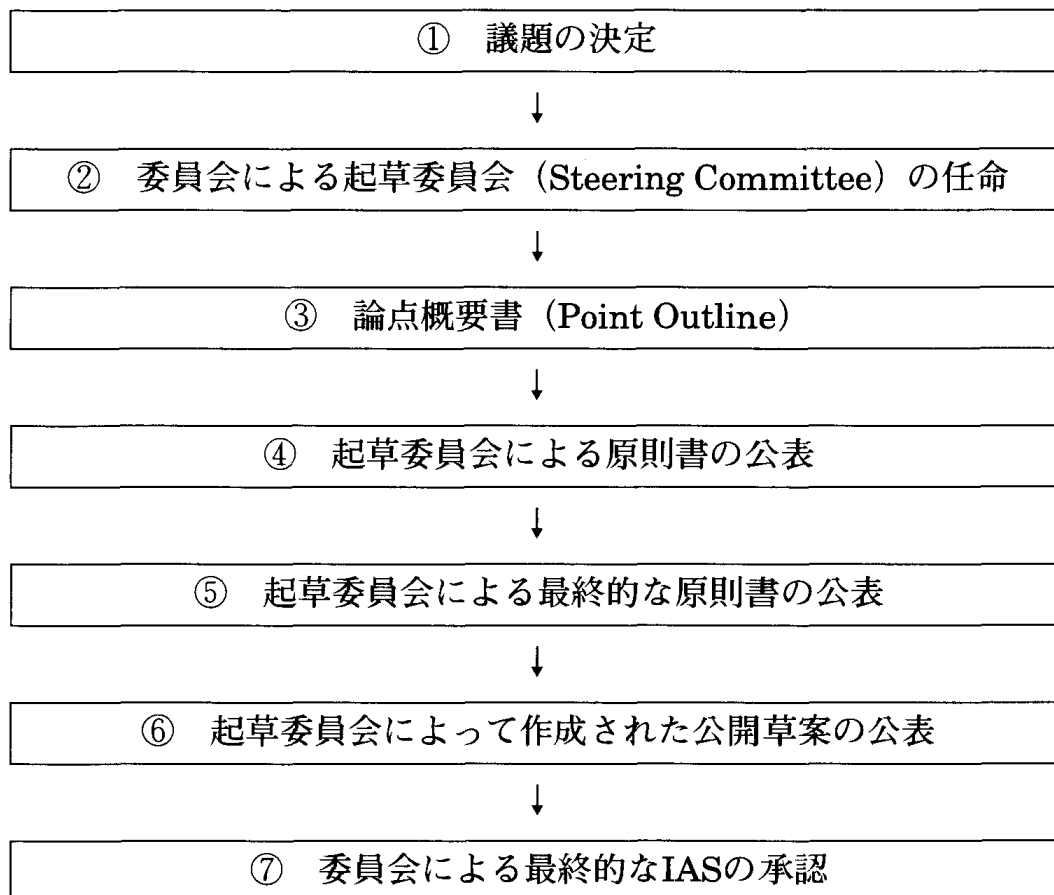 ① 議題の決定
↓
② 委員会による起草委員会（Steering Committee）の任命
↓
③ 論点概要書（Point Outline）
↓
④ 起草委員会による原則書の公表
↓
⑤ 起草委員会による最終的な原則書の公表
↓
⑥ 起草委員会によって作成された公開草案の公表
↓
⑦ 委員会による最終的なIASの承認